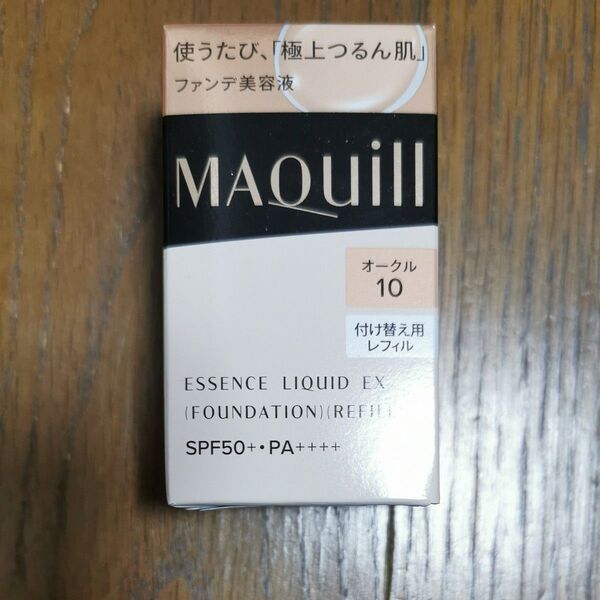 使うたび、「極上つるん肌」
ファンデ美容液
MAQuill
オークル
10
付け替え用
レフィル
ESSENCE LIQUID EX
(FOUNDATION)(REFILL
SPF50+・PA++++